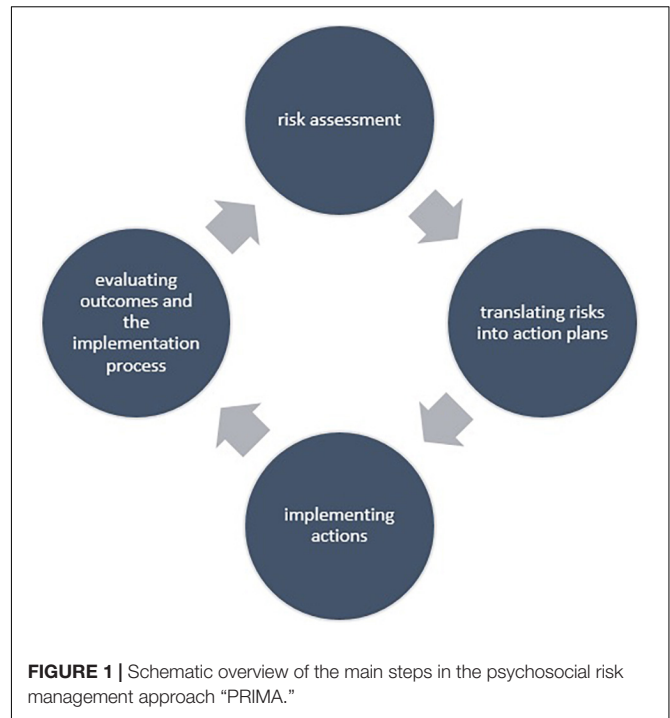 risk assessment
translating risks
into action plans
implementing
actions
evaluating
outcomes and
the
implementation
process
FIGURE 1 | Schematic overview of the main steps in the psychosocial risk
management approach “PRIMA.”